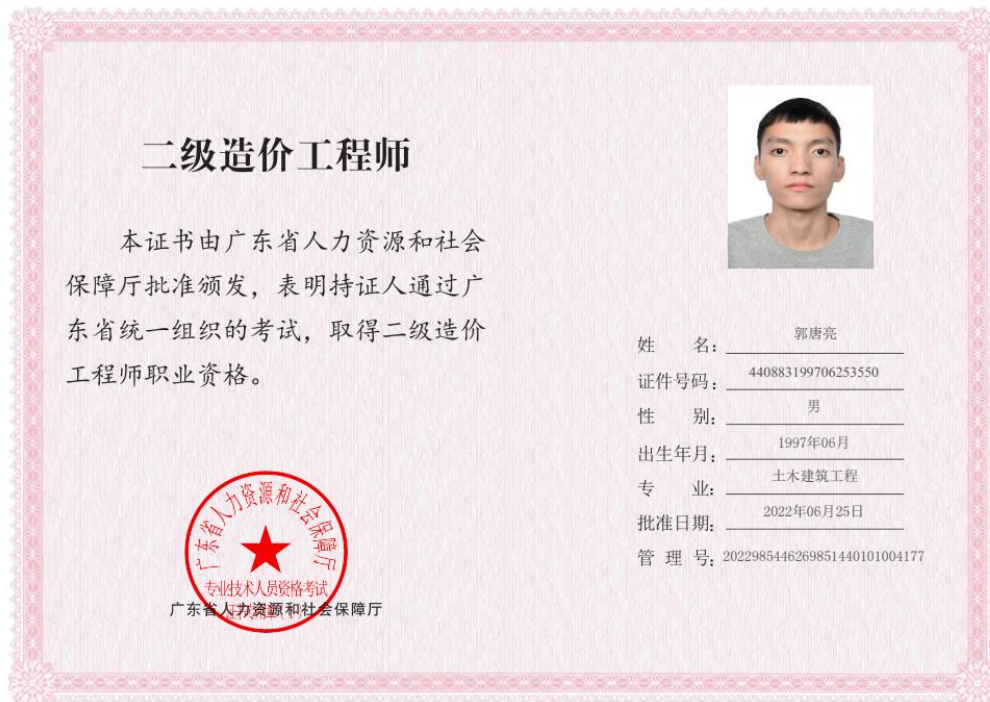 二级造价工程师
本证书由广东省人力资源和社会
保障厅批准颁发，表明持证人通过广
东省统一组织的考试，取得二级造价
工程师职业资格。
广东省人力资源和社会保障厅
专业技术人员资格考试
广东省人力资源和社会保障厅
姓 名：郭唐亮
证件号码：440883199706253550
性 别：男
出生年月：1997年06月
专 业：土木建筑工程
批准日期：2022年06月25日
管 理 号：20229854462698514401010041​77